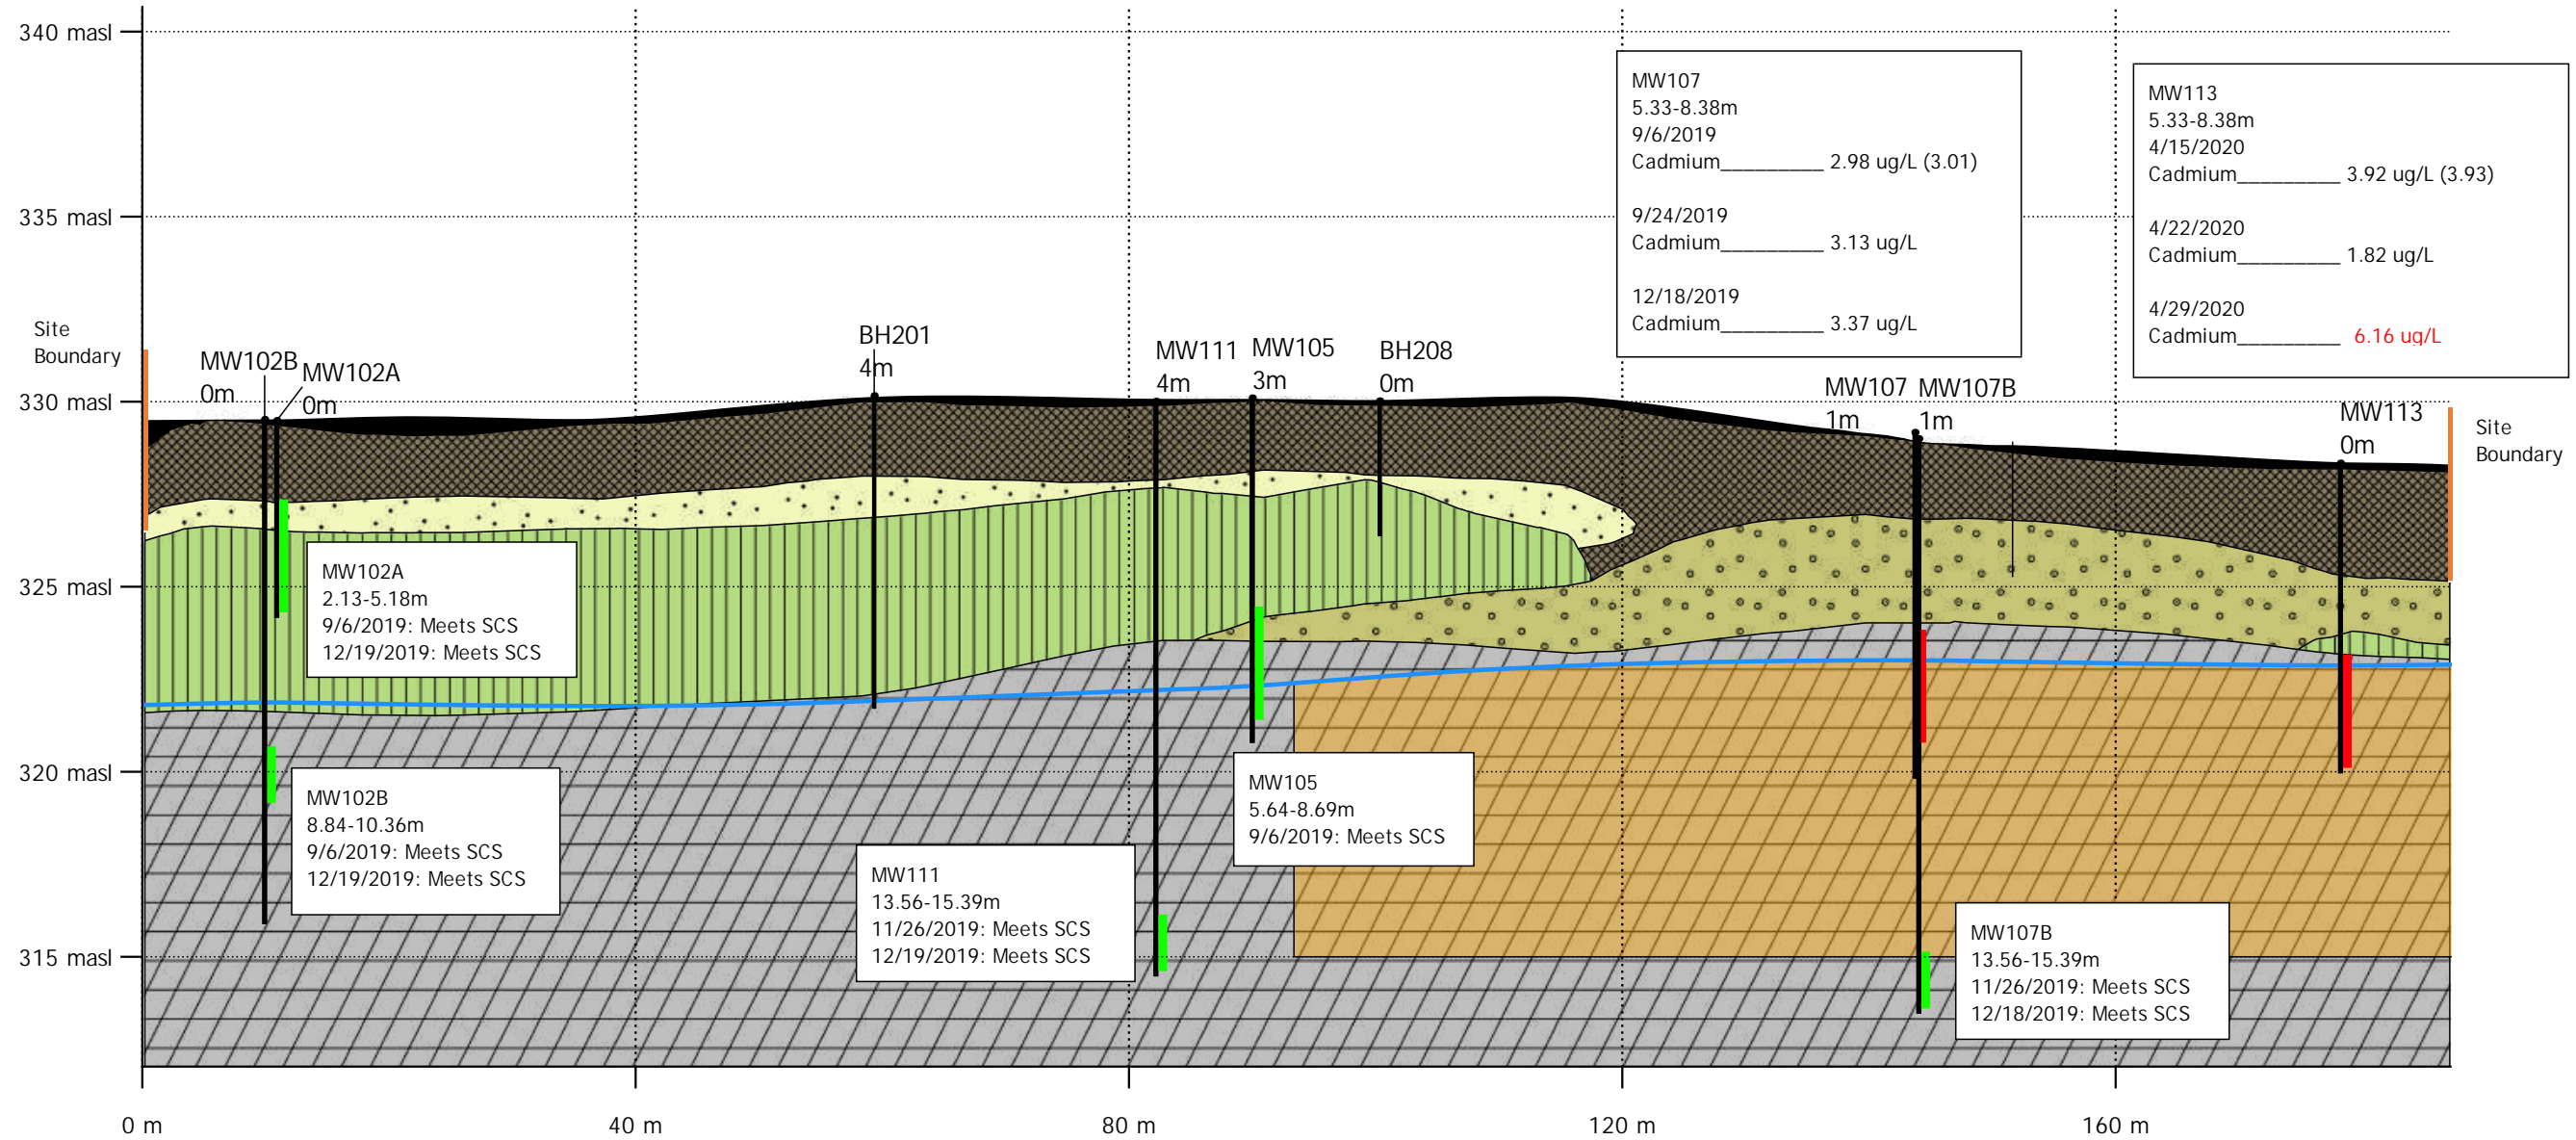 340 masl
335 masl
330 masl
325 masl
320 masl
315 masl
Site
Boundary
MW102B
0m
MW102A
0m
BH201
4m
MW111
4m
MW105
3m
BH208
0m
MW107
1m
MW107B
1m
MW113
0m
Site
Boundary
MW107
5.33-8.38m
9/6/2019
Cadmium_________ 2.98 ug/L (3.01)
9/24/2019
Cadmium_________ 3.13 ug/L
12/18/2019
Cadmium_________ 3.37 ug/L
MW113
5.33-8.38m
4/15/2020
Cadmium_________ 3.92 ug/L (3.93)
4/22/2020
Cadmium_________ 1.82 ug/L
4/29/2020
Cadmium_________ 6.16 ug/L
MW102A
2.13-5.18m
9/6/2019: Meets SCS
12/19/2019: Meets SCS
MW102B
8.84-10.36m
9/6/2019: Meets SCS
12/19/2019: Meets SCS
MW111
13.56-15.39m
11/26/2019: Meets SCS
12/19/2019: Meets SCS
MW105
5.64-8.69m
9/6/2019: Meets SCS
MW107B
13.56-15.39m
11/26/2019: Meets SCS
12/18/2019: Meets SCS
0 m
40 m
80 m
120 m
160 m